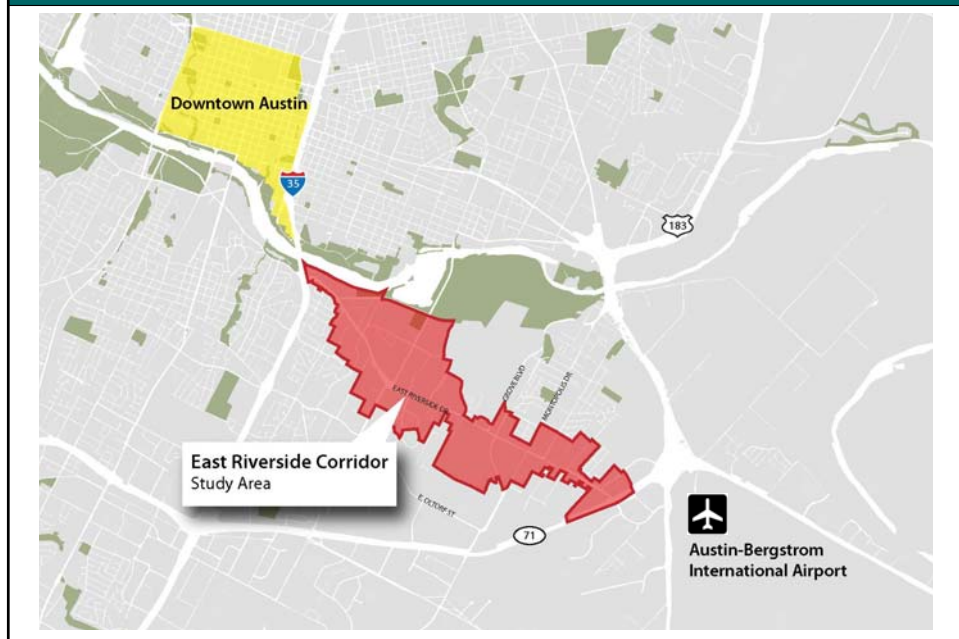 Downtown Austin
35
183
GROVE BLVD
MONTOPOLIS DR.
EAST RIVERSIDE DR.
East Riverside Corridor
Study Area
E. OLTORF ST
71
Austin-Bergstrom
International Airport